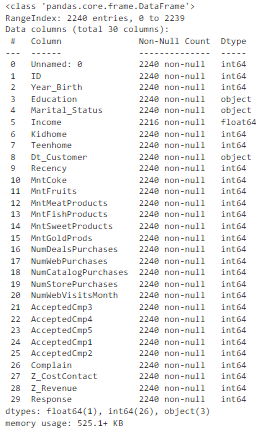 <class 'pandas.core.frame.DataFrame'>
RangeIndex: 2240 entries, 0 to 2239
Data columns (total 30 columns):
 #   Column               Non-Null Count  Dtype
---  ------               --------------  -----
 0   Unnamed: 0           2240 non-null   int64
 1   ID                   2240 non-null   int64
 2   Year_Birth           2240 non-null   int64
 3   Education            2240 non-null   object
 4   Marital_Status       2240 non-null   object
 5   Income               2216 non-null   float64
 6   Kidhome              2240 non-null   int64
 7   Teenhome             2240 non-null   int64
 8   Dt_Customer          2240 non-null   object
 9   Recency              2240 non-null   int64
 10  MntCoke              2240 non-null   int64
 11  MntFruits            2240 non-null   int64
 12  MntMeatProducts      2240 non-null   int64
 13  MntFishProducts      2240 non-null   int64
 14  MntSweetProducts     2240 non-null   int64
 15  MntGoldProds         2240 non-null   int64
 16  NumDealsPurchases    2240 non-null   int64
 17  NumWebPurchases      2240 non-null   int64
 18  NumCatalogPurchases  2240 non-null   int64
 19  NumStorePurchases    2240 non-null   int64
 20  NumWebVisitsMonth    2240 non-null   int64
 21  AcceptedCmp3         2240 non-null   int64
 22  AcceptedCmp4         2240 non-null   int64
 23  AcceptedCmp5         2240 non-null   int64
 24  AcceptedCmp1         2240 non-null   int64
 25  AcceptedCmp2         2240 non-null   int64
 26  Complain             2240 non-null   int64
 27  Z_CostContact        2240 non-null   int64
 28  Z_Revenue            2240 non-null   int64
 29  Response             2240 non-null   int64
dtypes: float64(1), int64(26), object(3)
memory usage: 525.1+ KB